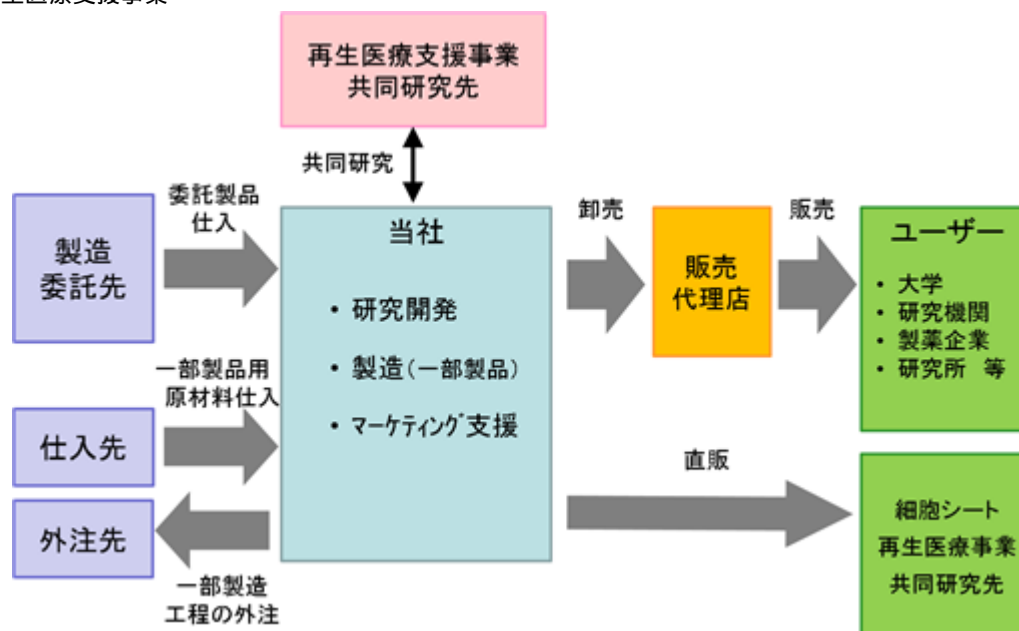 生医療支援事業
再生医療支援事業
共同研究先
共同研究
委託製品
仕入
製造
委託先
一部製品用
原材料仕入
仕入先
外注先
一部製造
工程の外注
当社
・ 研究開発
・ 製造(一部製品)
・ マーケティング支援
卸売
販売
代理店
販売
直販
ユーザー
・ 大学
・ 研究機関
・ 製薬企業
・ 研究所 等
細胞シート
再生医療事業
共同研究先